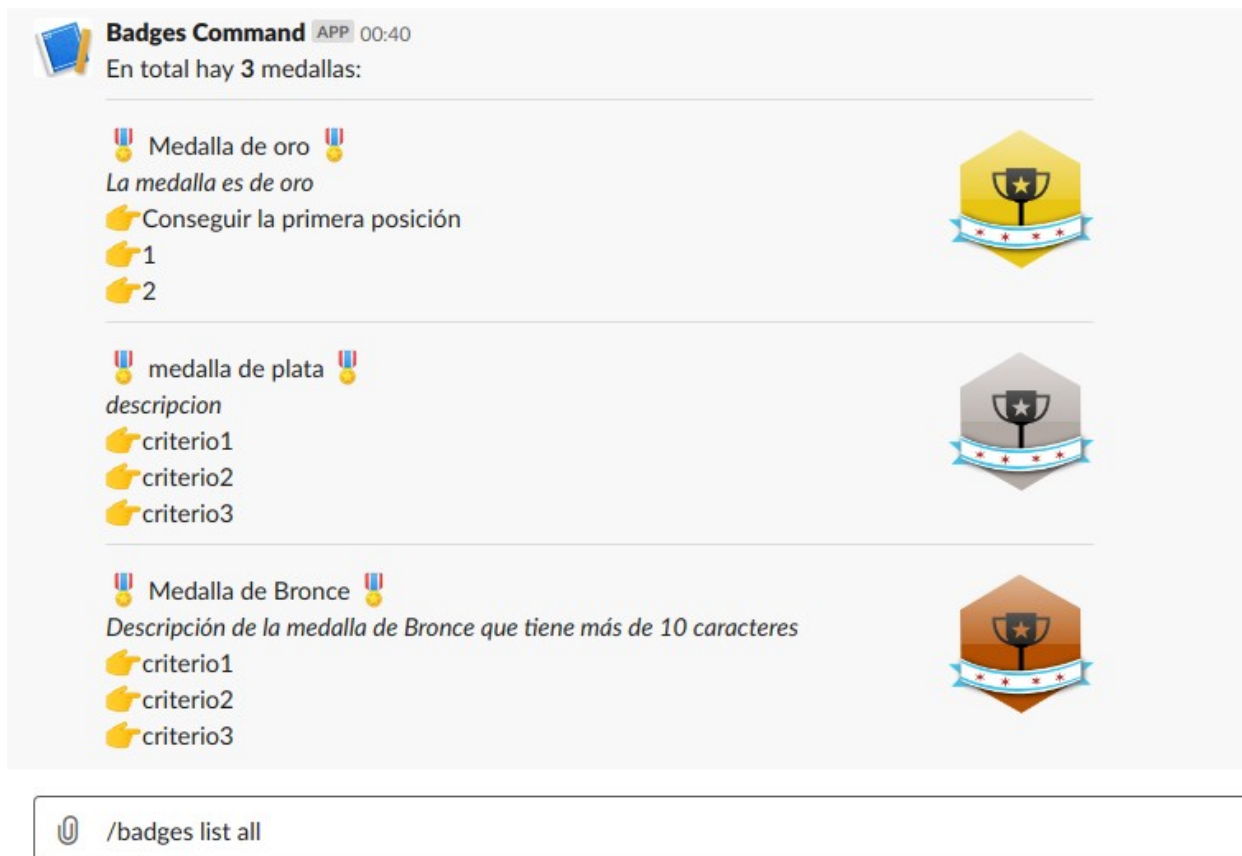 Badges Command APP 00:40
En total hay 3 medallas:
Medalla de oro
La medalla es de oro
Conseguir la primera posición
1
2
medalla de plata
descripcion
criterio1
criterio2
criterio3
Medalla de Bronce
Descripción de la medalla de Bronce que tiene más de 10 caracteres
criterio1
criterio2
criterio3
/badges list all